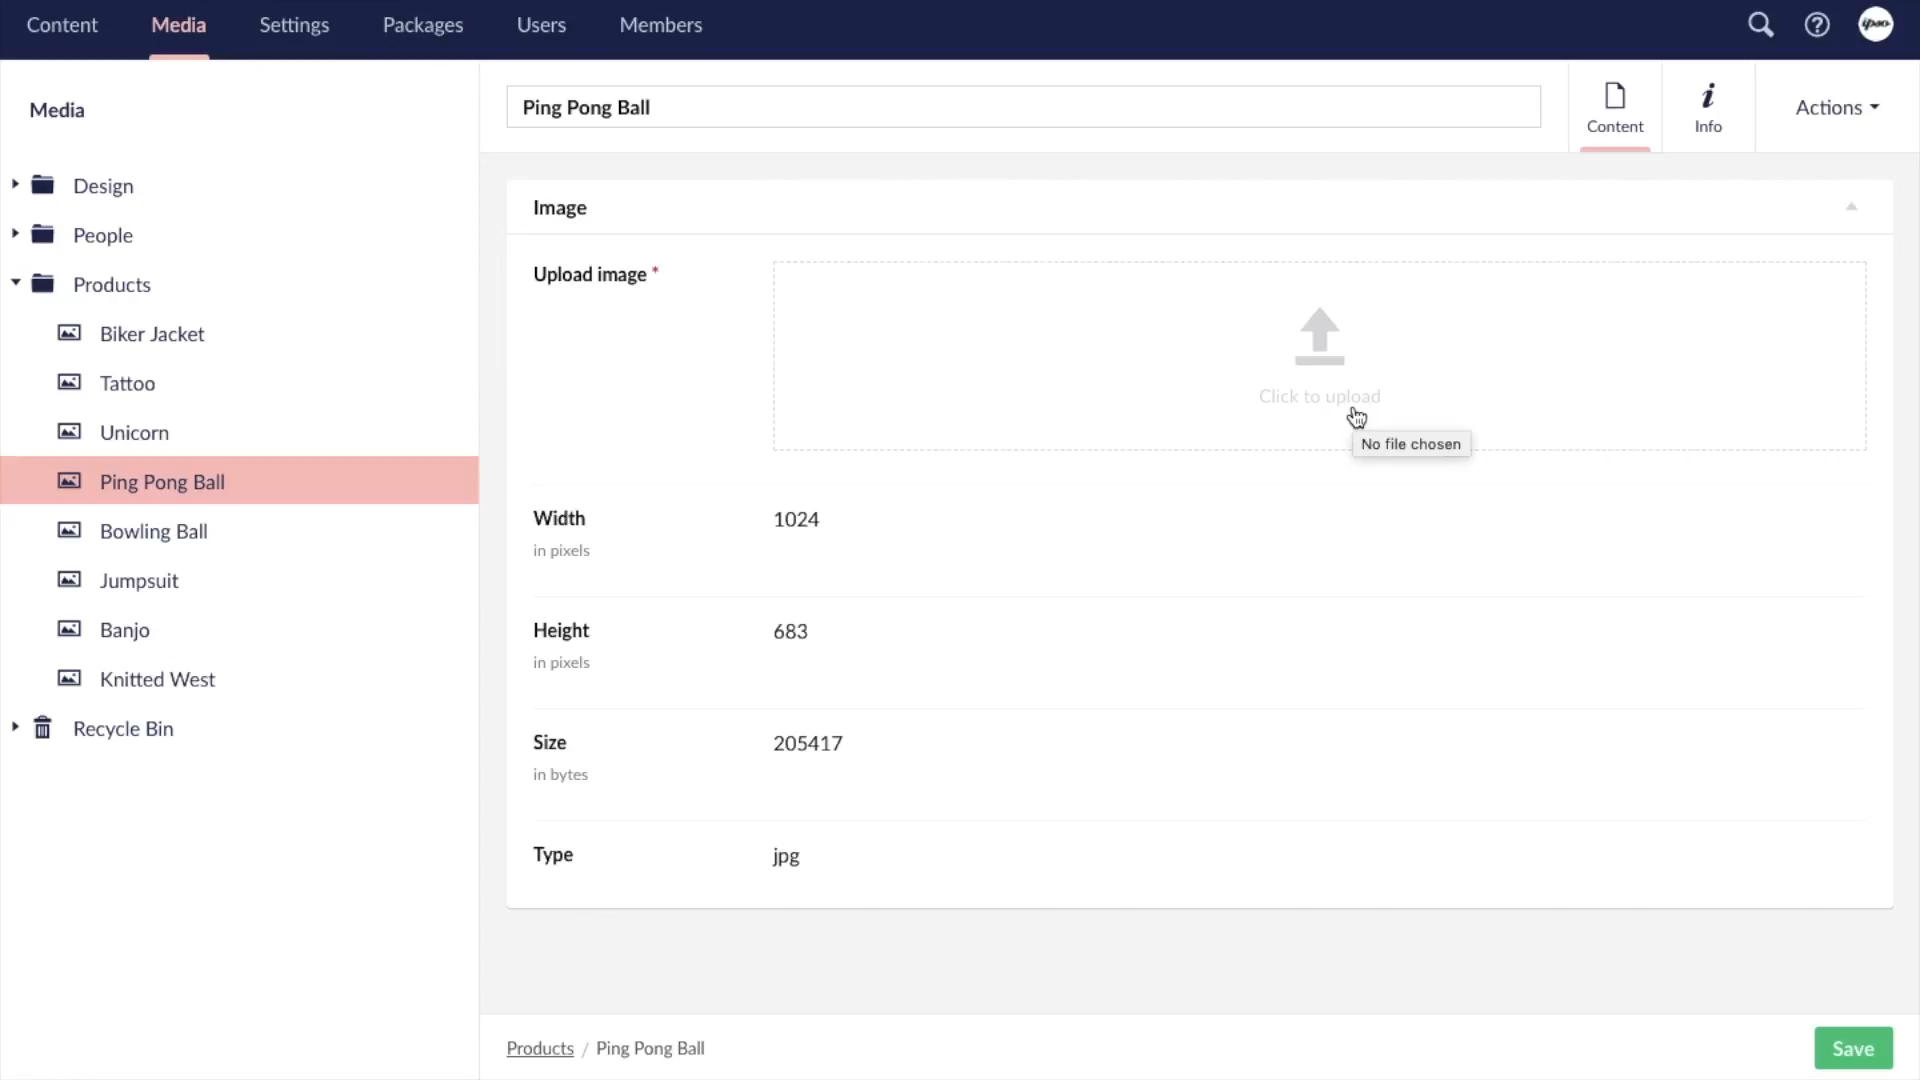 Content Media Settings Packages Users Members
ipso
Media
Design
People
Products
Biker Jacket
Tattoo
Unicorn
Ping Pong Ball
Bowling Ball
Jumpsuit
Banjo
Knitted West
Recycle Bin
Ping Pong Ball
Content
Info
Actions
Image
Upload image *
Click to upload
No file chosen
Width
in pixels
1024
Height
in pixels
683
Size
in bytes
205417
Type
jpg
Products / Ping Pong Ball
Save